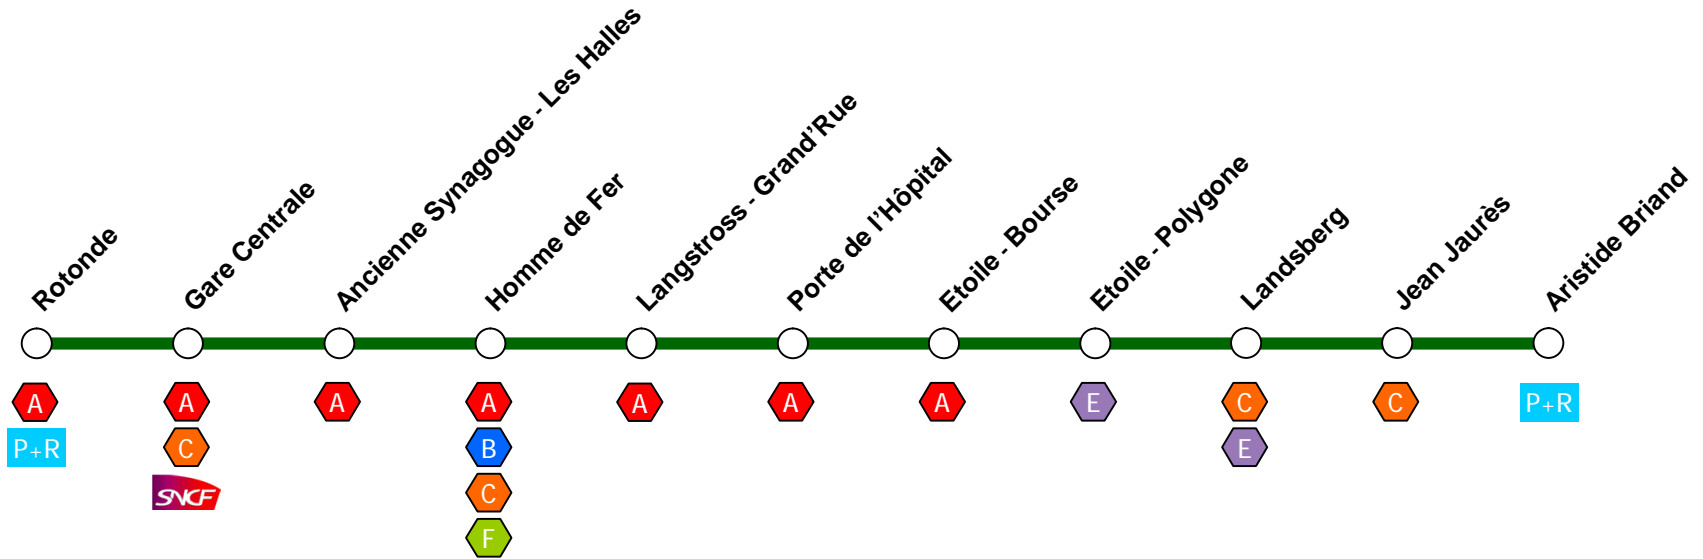 Rotonde
Gare Centrale
Ancienne Synagogue - Les Halles
Homme de Fer
Langstross - Grand'Rue
Porte de l'Hôpital
Etoile - Bourse
Etoile - Polygone
Landsberg
Jean Jaurès
Aristide Briand
A
A
A
A
A
A
A
E
C
C
P+R
P+R
C
B
E
SNCF
C
F